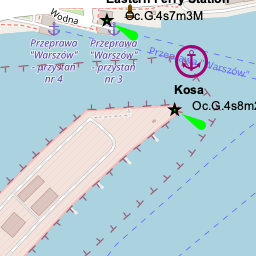 Eastern Ferry Station
Oc.G.4s7m3M
Wodna
Przeprawa
"Warszów"
przystań
nr 4
Przeprawa
"Warszów"
przystań
nr 3
Przeprawa
"Warszów"
Kosa
Oc.G.4s8m2